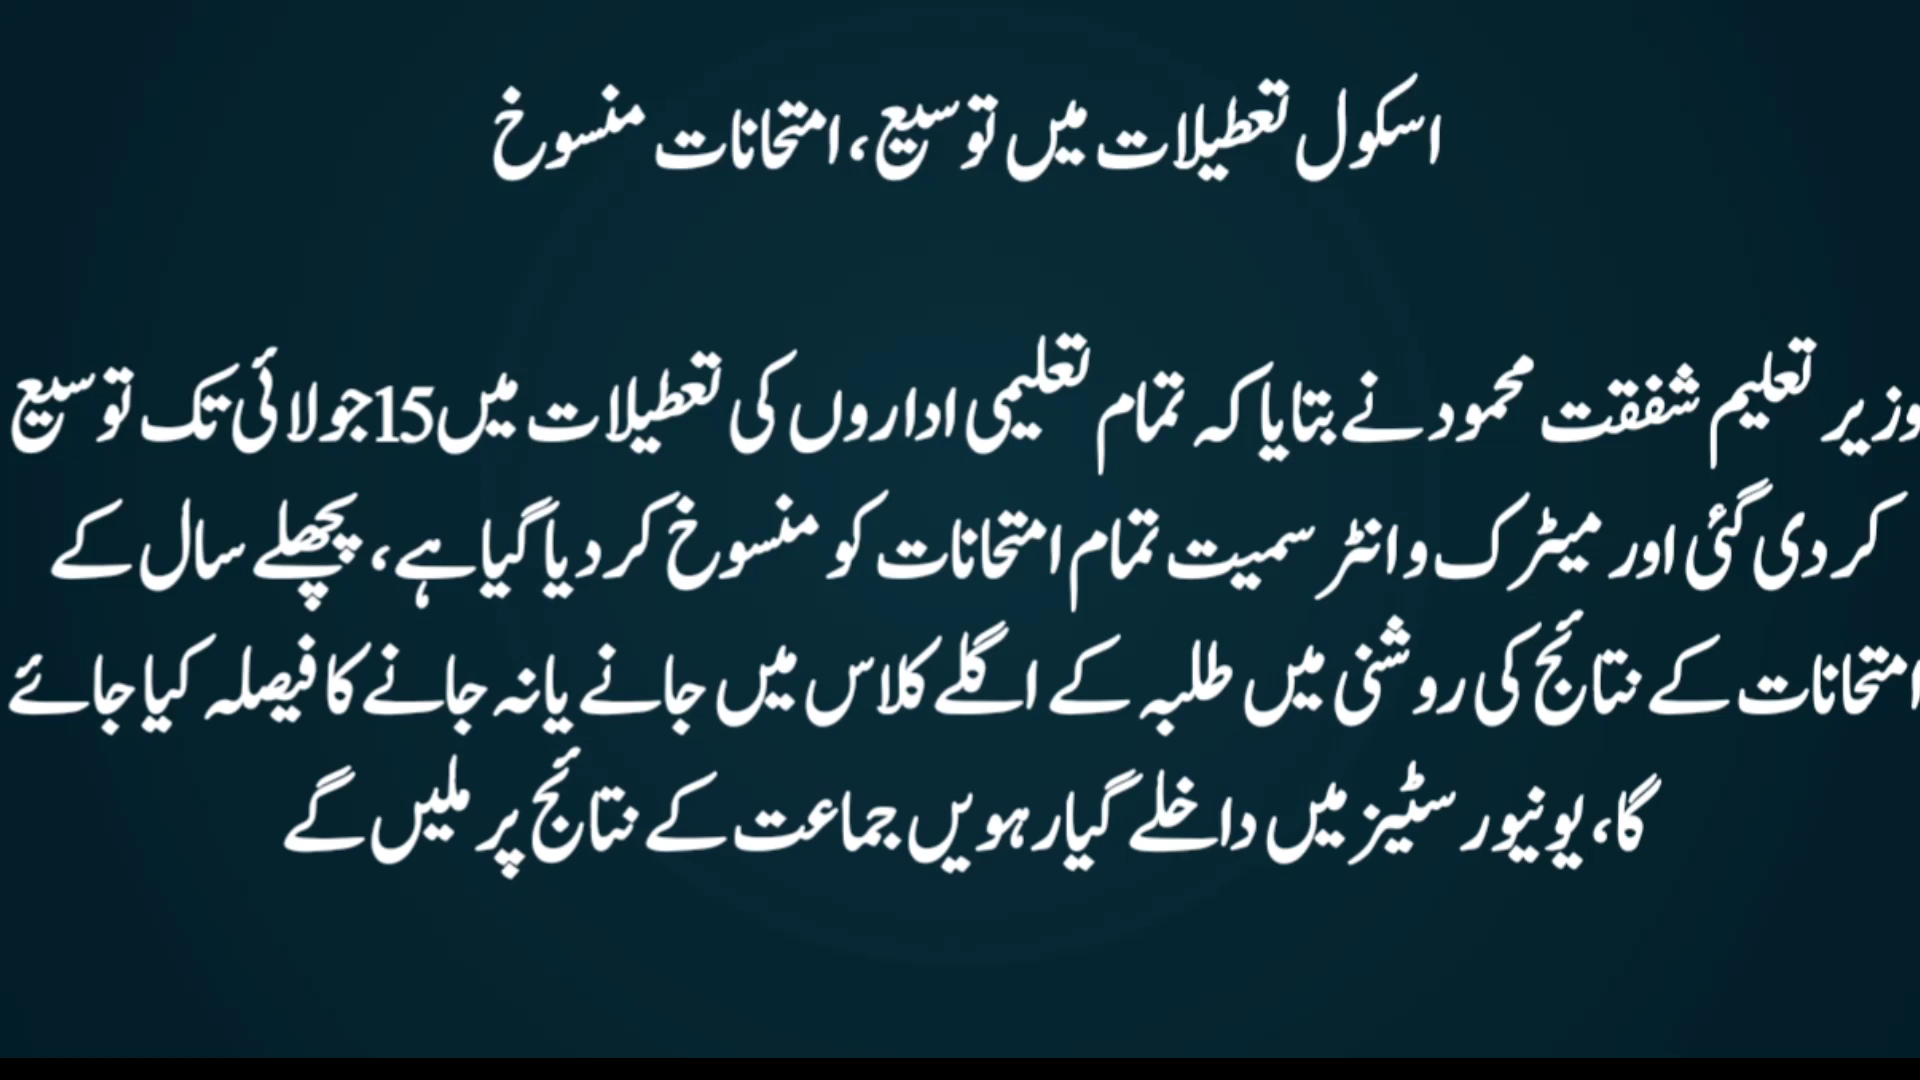 اسکول تعطیلات میں توسیع، امتحانات منسوخ
وزیر تعلیم شفقت محمود نے بتایا کہ تمام تعلیمی اداروں کی تعطیلات میں 15جولائی تک توسیع
کر دی گئی اور میٹرک و انٹر سمیت تمام امتحانات کو منسوخ کر دیا گیا ہے، پچھلے سال کے
امتحانات کے نتائج کی روشنی میں طلبہ کے اگلے کلاس میں جانے یا نہ جانے کا فیصلہ کیا جائے
گا، یونیورسٹیز میں داخلے گیارہویں جماعت کے نتائج پر ملیں گے